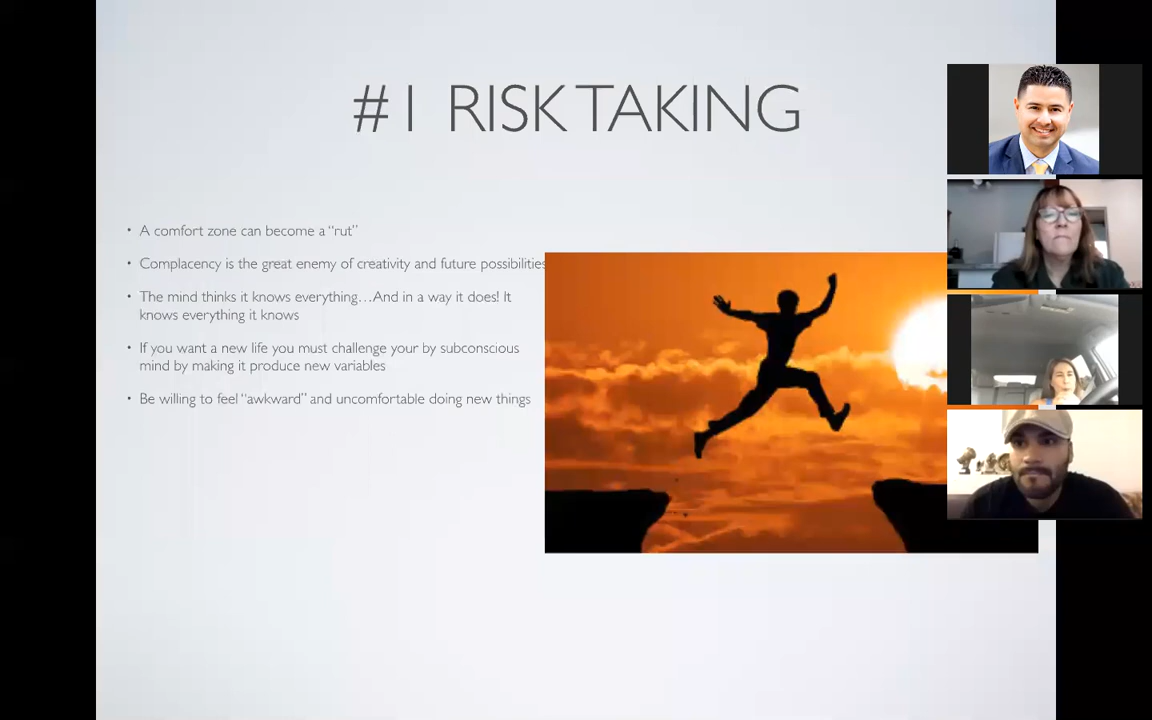 #1 RISK TAKING
• A comfort zone can become a “rut”
• Complacency is the great enemy of creativity and future possibilities
• The mind thinks it knows everything…And in a way it does! It
knows everything it knows
• If you want a new life you must challenge your by subconscious
mind by making it produce new variables
• Be willing to feel “awkward” and uncomfortable doing new things